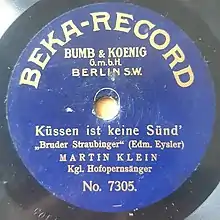 BEKA-RECORD
BUMB & KOENIG
G.m.b.H.
BERLIN S.W.
Küssen ist keine Sünd'
„Bruder Straubinger" (Edm. Eysler)
MARTIN KLEIN
Kgl. Hofopernsänger
No. 7305.